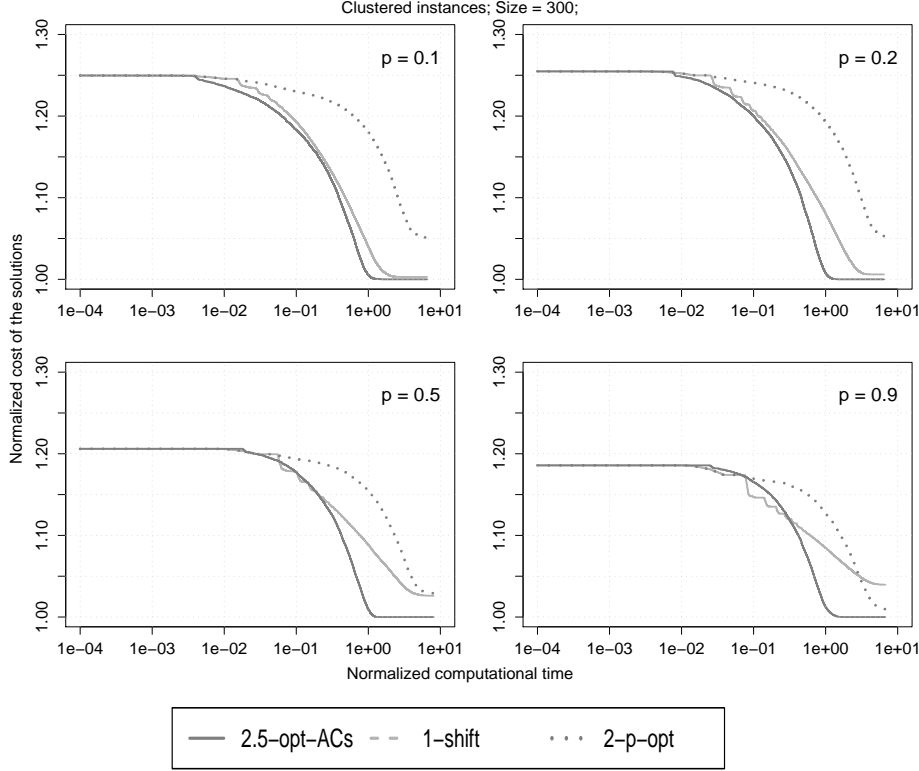 Clustered instances; Size = 300;
Normalized cost of the solutions
p = 0.1
1.00 1.10 1.20 1.30
1e−04 1e−03 1e−02 1e−01 1e+00 1e+01
p = 0.2
1.00 1.10 1.20 1.30
1e−04 1e−03 1e−02 1e−01 1e+00 1e+01
p = 0.5
1.00 1.10 1.20 1.30
1e−04 1e−03 1e−02 1e−01 1e+00 1e+01
p = 0.9
1.00 1.10 1.20 1.30
1e−04 1e−03 1e−02 1e−01 1e+00 1e+01
Normalized computational time
2.5−opt−ACs 1−shift 2−p−opt